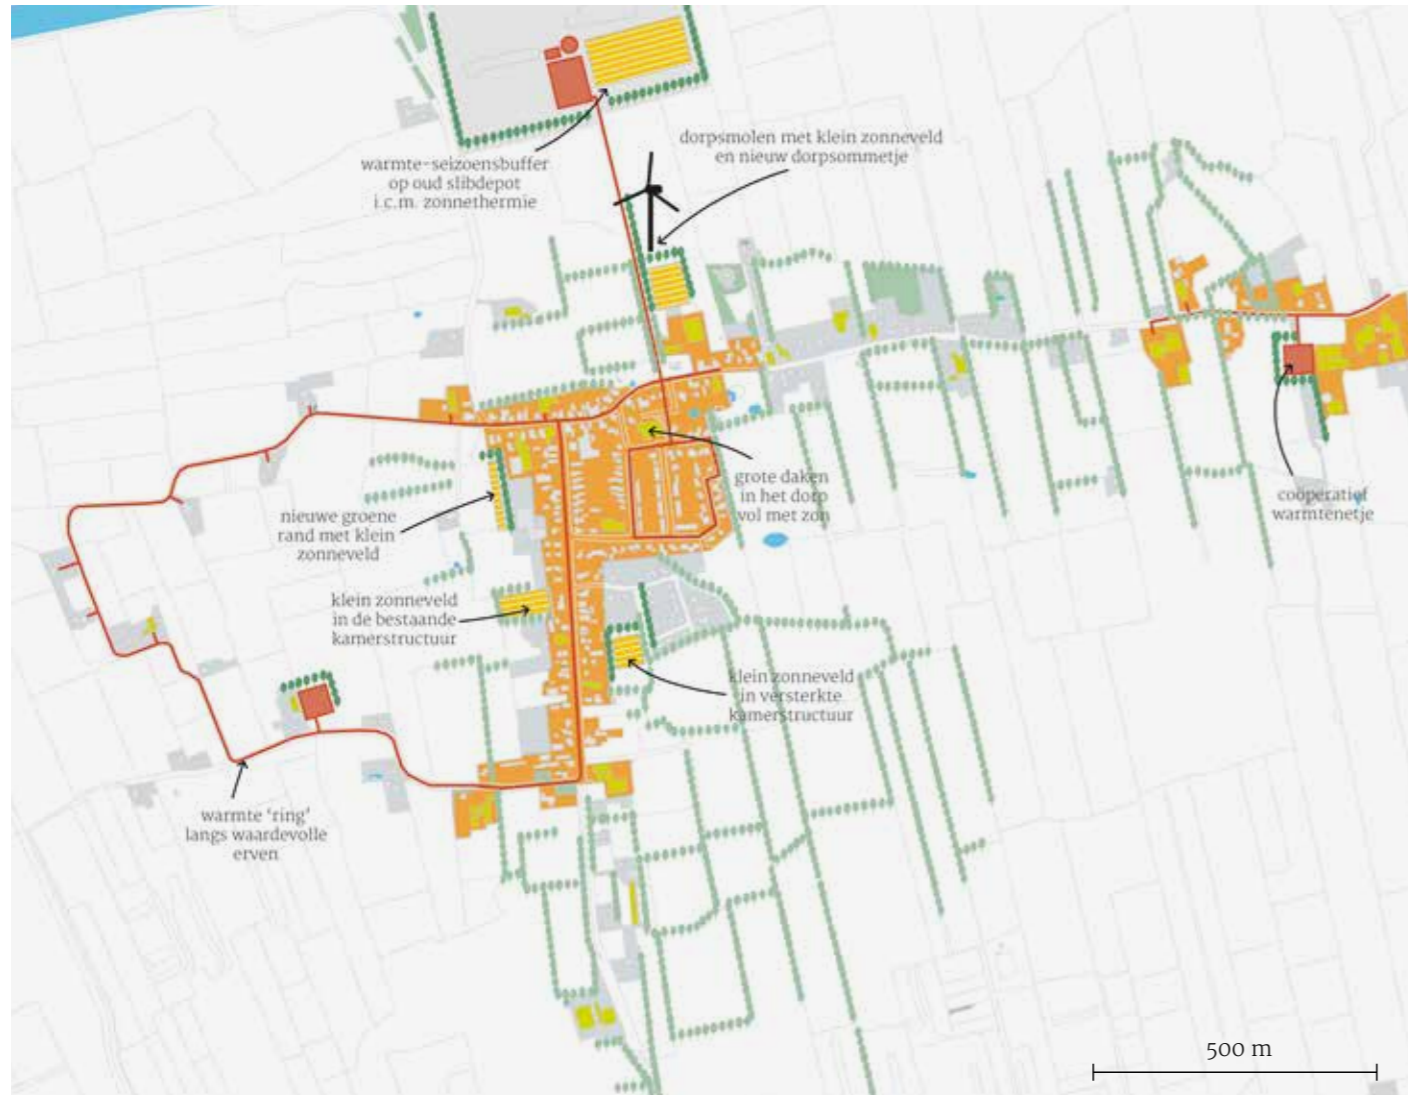 dorpsmolen met klein zonneveld
en nieuw dorpsommetje
warmte-seizoensbuffer
op oud slibdepot
i.c.m. zonnethermie
grote daken
in het dorp
vol met zon
coöperatief
warmtenetje
nieuwe groene
rand met klein
zonneveld
klein zonneveld
in de bestaande
kamerstructuur
klein zonneveld
in versterkte
kamerstructuur
warmte ‘ring’
langs waardevolle
erven
500 m